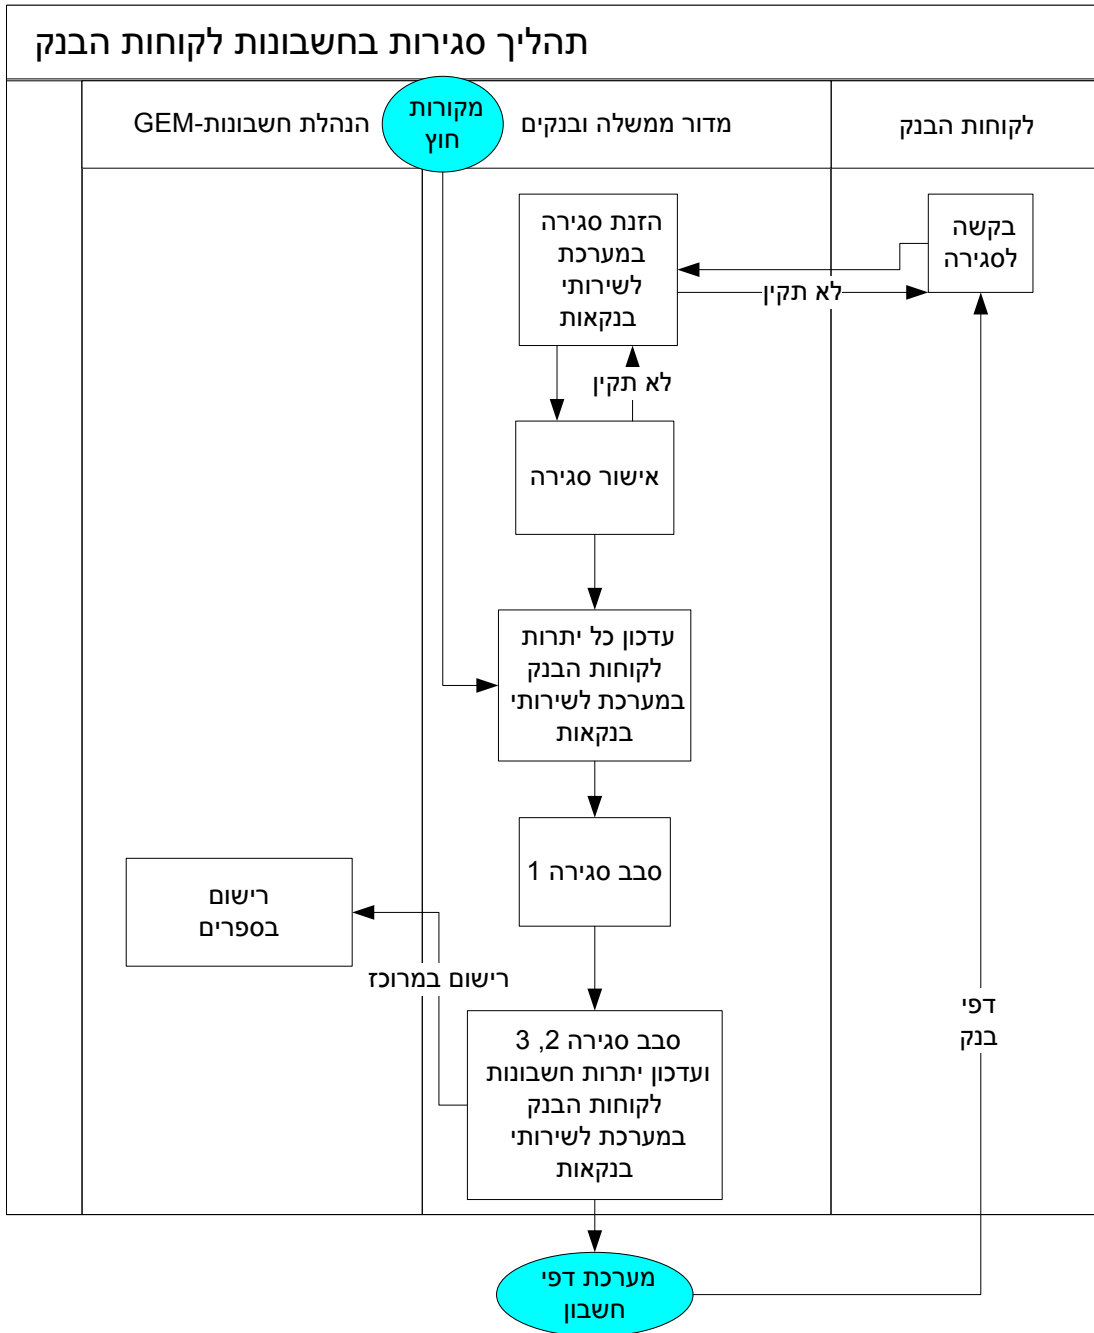 תהליך סגירות בחשבונות לקוחות הבנק
לקוחות הבנק
מדור ממשלה ובנקים
מקורות
חוץ
הנהלת חשבונות-GEM
בקשה
לסגירה
הזנת סגירה
במערכת
לשירותי
בנקאות
לא תקין
לא תקין
אישור סגירה
עדכון כל יתרות
לקוחות הבנק
במערכת לשירותי
בנקאות
סבב סגירה 1
רישום
בספרים
רישום במרוכז
סבב סגירה 2, 3
ועדכון יתרות חשבונות
לקוחות הבנק
במערכת לשירותי
בנקאות
דפי
בנק
מערכת דפי
חשבון